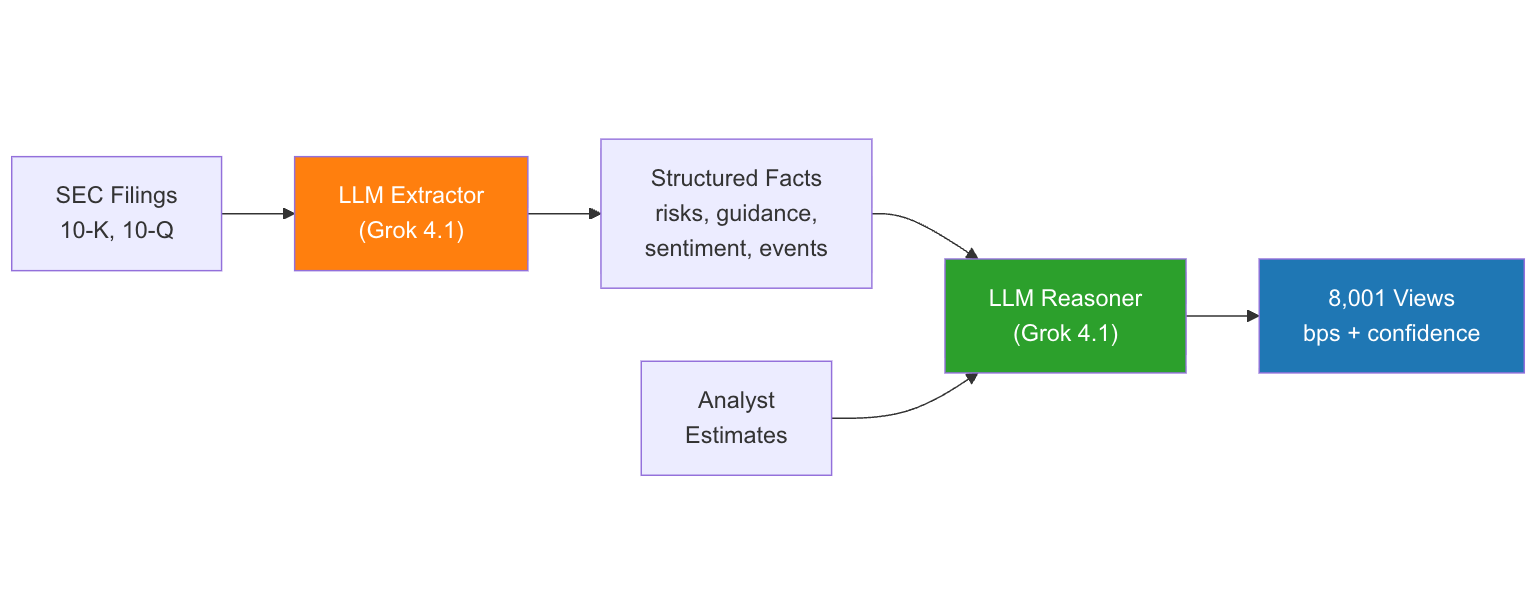 SEC Filings
10-K, 10-Q
LLM Extractor
(Grok 4.1)
Structured Facts
risks, guidance,
sentiment, events
Analyst
Estimates
LLM Reasoner
(Grok 4.1)
8,001 Views
bps + confidence